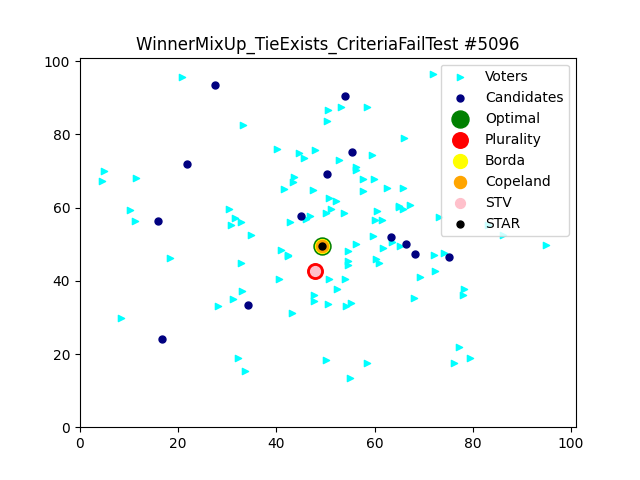 WinnerMixUp_TieExists_CriteriaFailTest #5096
100
80
60
40
20
0
0
20
40
60
80
100
Voters
Candidates
Optimal
Plurality
Borda
Copeland
STV
STAR